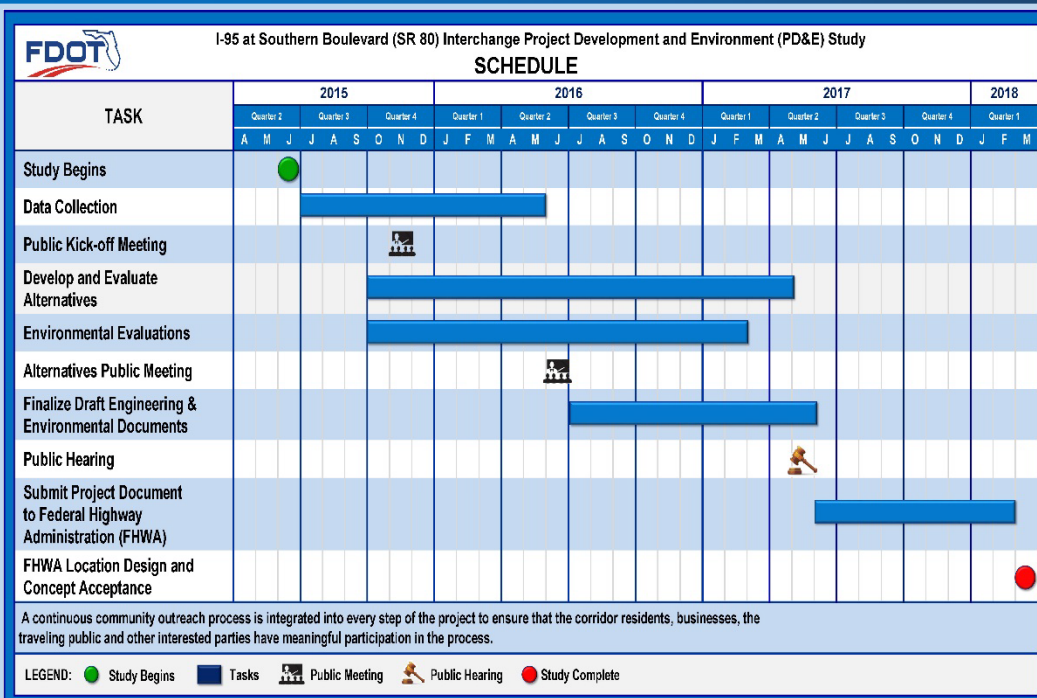 FDOT
I-95 at Southern Boulevard (SR 80) Interchange Project Development and Environment (PD&E) Study
SCHEDULE
TASK
2015 2016 2017 2018
Quarter 2 Quarter 3 Quarter 4 Quarter 1 Quarter 2 Quarter 3 Quarter 4 Quarter 1 Quarter 2 Quarter 3 Quarter 4 Quarter 1
A M J J A S O N D J F M A M J J A S O N D J F M A M J J A S O N D J F M
Study Begins
Data Collection
Public Kick-off Meeting
Develop and Evaluate
Alternatives
Environmental Evaluations
Alternatives Public Meeting
Finalize Draft Engineering &
Environmental Documents
Public Hearing
Submit Project Document
to Federal Highway
Administration (FHWA)
FHWA Location Design and
Concept Acceptance
A continuous community outreach process is integrated into every step of the project to ensure that the corridor residents, businesses, the
traveling public and other interested parties have meaningful participation in the process.
LEGEND: Study Begins Tasks Public Meeting Public Hearing Study Complete